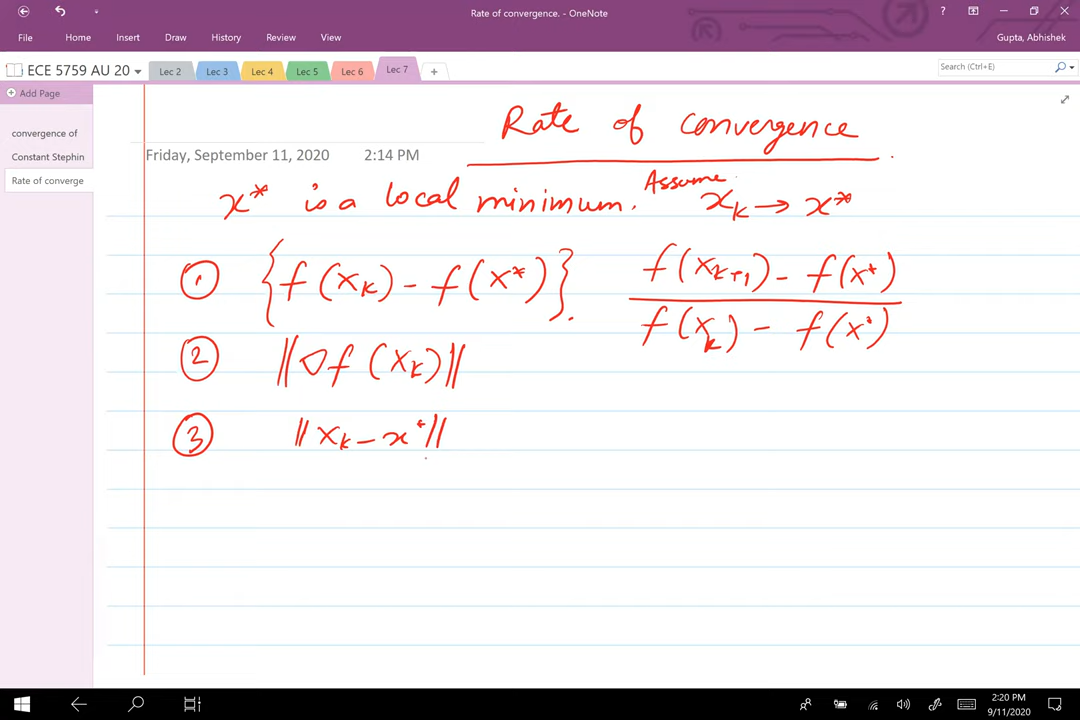 Rate of convergence. - OneNote
File Home Insert Draw History Review View
Gupta, Abhishek
ECE 5759 AU 20 Lec 2 Lec 3 Lec 4 Lec 5 Lec 6 Lec 7
Search (Ctrl+E)
Add Page
convergence of
Constant Stephin
Rate of converge
Rate of convergence
Friday, September 11, 2020 2:14 PM
x* is a local minimum. Assume x_k → x*
① {f(x_k) - f(x*)}. (f(x_{k+1}) - f(x*)) / (f(x_k) - f(x*))
② ||∇f(x_k)||
③ ||x_k - x*||
2:20 PM
9/11/2020